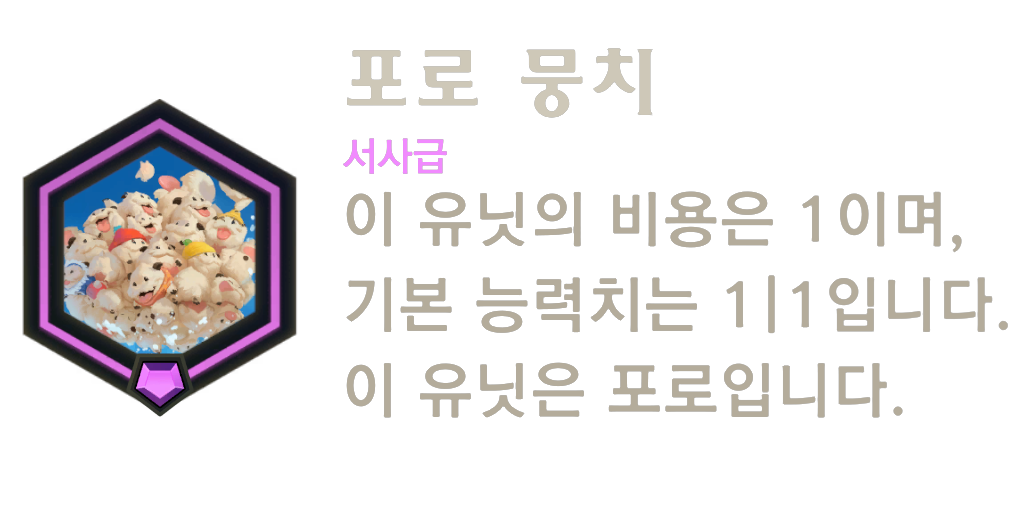 포로 뭉치
서사급
이 유닛의 비용은 1이며,
기본 능력치는 1|1입니다.
이 유닛은 포로입니다.